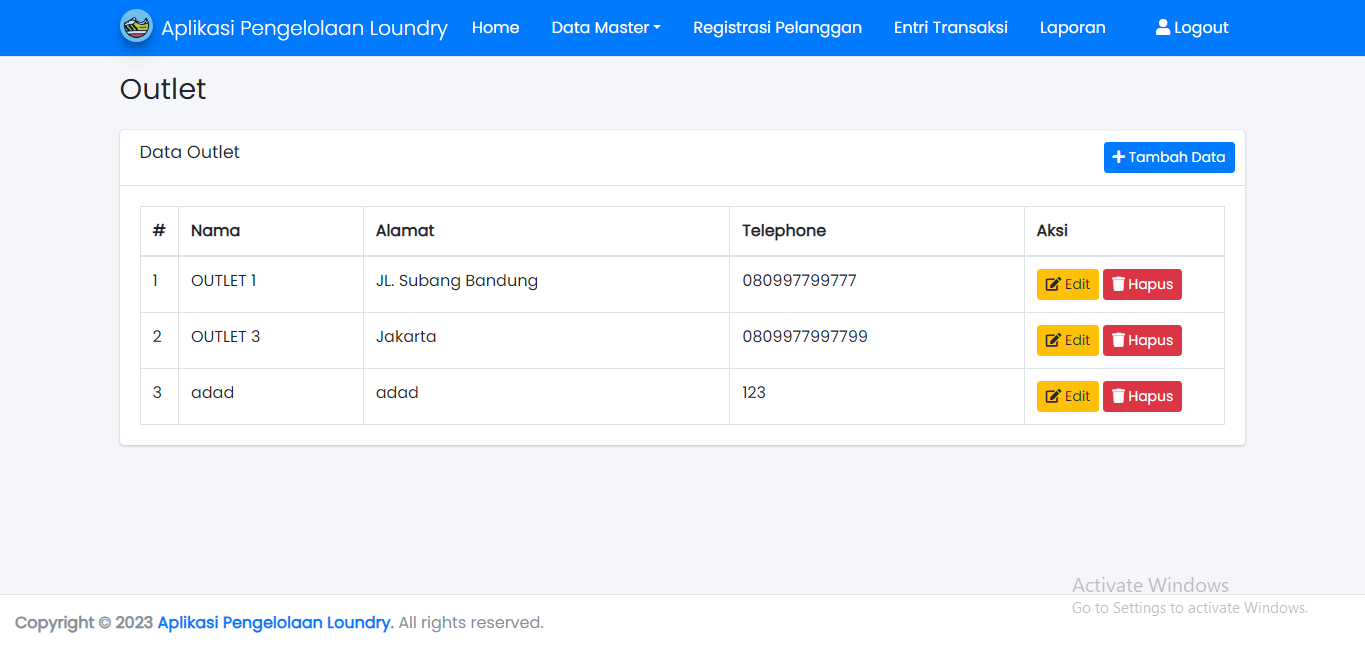 Aplikasi Pengelolaan Loundry Home Data Master Registrasi Pelanggan Entri Transaksi Laporan Logout
Outlet
Data Outlet
Tambah Data
# Nama Alamat Telephone Aksi
1 OUTLET 1 JL. Subang Bandung 080997799777 Edit Hapus
2 OUTLET 3 Jakarta 0809977997799 Edit Hapus
3 adad adad 123 Edit Hapus
Activate Windows
Go to Settings to activate Windows.
Copyright © 2023 Aplikasi Pengelolaan Loundry. All rights reserved.